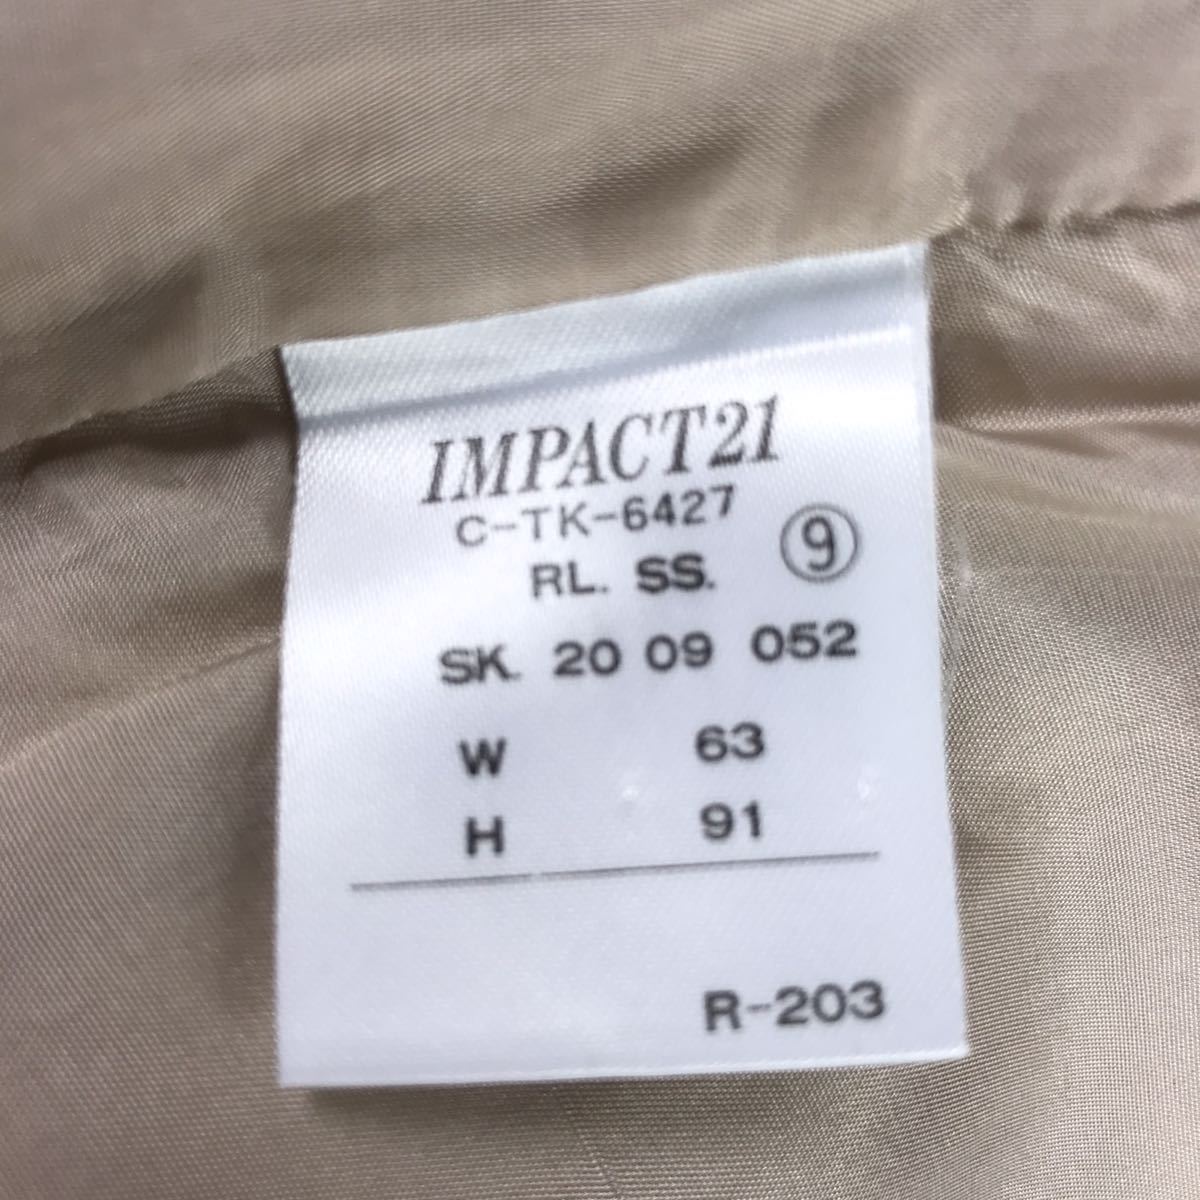 IMPACT21
C-TK-6427
RL. SS. ⑨
SK. 20 09 052
W 63
H 91
R-203